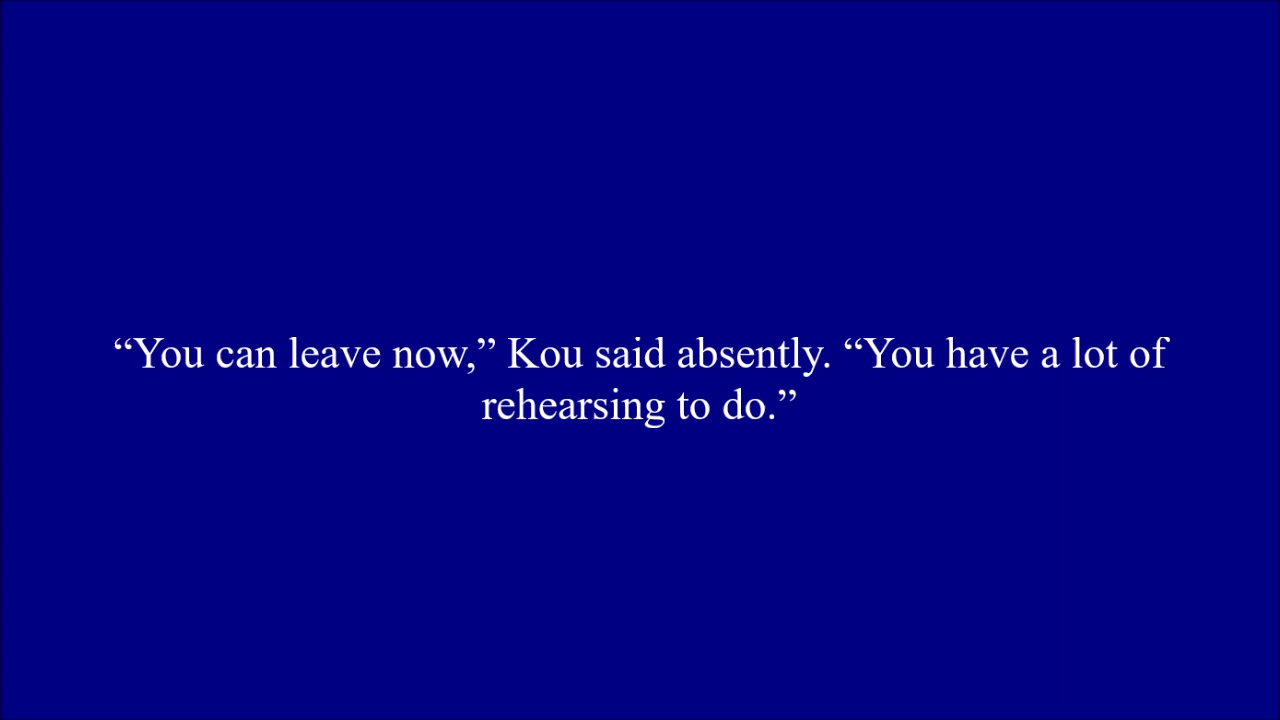 “You can leave now,” Kou said absently. “You have a lot of
rehearsing to do.”